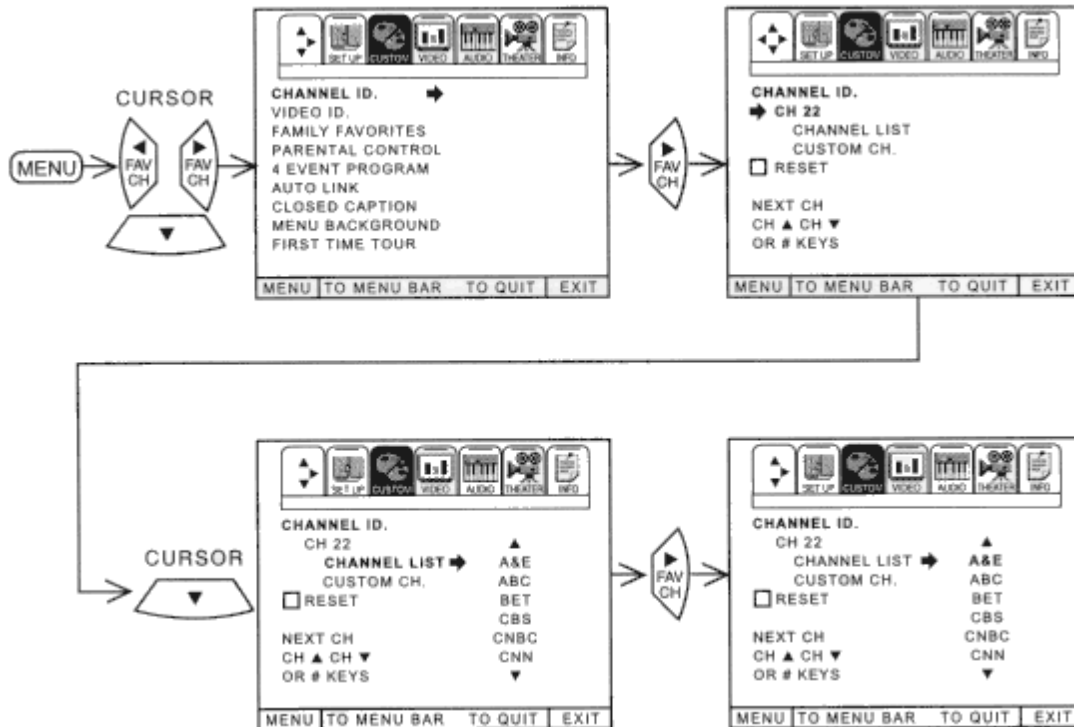 SET UP CUSTOM VIDEO AUDIO THEATER INFO
CURSOR
MENU
FAV CH
FAV CH
CHANNEL ID.
VIDEO ID.
FAMILY FAVORITES
PARENTAL CONTROL
4 EVENT PROGRAM
AUTO LINK
CLOSED CAPTION
MENU BACKGROUND
FIRST TIME TOUR
MENU TO MENU BAR TO QUIT EXIT
FAV CH
SET UP CUSTOM VIDEO AUDIO THEATER INFO
CHANNEL ID.
CH 22
CHANNEL LIST
CUSTOM CH.
RESET
NEXT CH
CH ▲ CH ▼
OR # KEYS
MENU TO MENU BAR TO QUIT EXIT
CURSOR
SET UP CUSTOM VIDEO AUDIO THEATER INFO
CHANNEL ID.
CH 22
CHANNEL LIST A&E
CUSTOM CH. ABC
RESET BET
CBS
NEXT CH CNBC
CH ▲ CH ▼ CNN
OR # KEYS
MENU TO MENU BAR TO QUIT EXIT
FAV CH
SET UP CUSTOM VIDEO AUDIO THEATER INFO
CHANNEL ID.
CH 22
CHANNEL LIST A&E
CUSTOM CH. ABC
RESET BET
CBS
NEXT CH CNBC
CH ▲ CH ▼ CNN
OR # KEYS
MENU TO MENU BAR TO QUIT EXIT